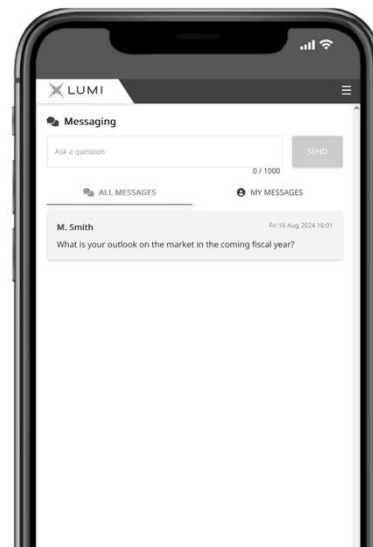 LUMI
Messaging
Ask a question
SEND
0 / 1000
ALL MESSAGES
MY MESSAGES
M. Smith
Fri 16 Aug 2024 16:01
What is your outlook on the market in the coming fiscal year?